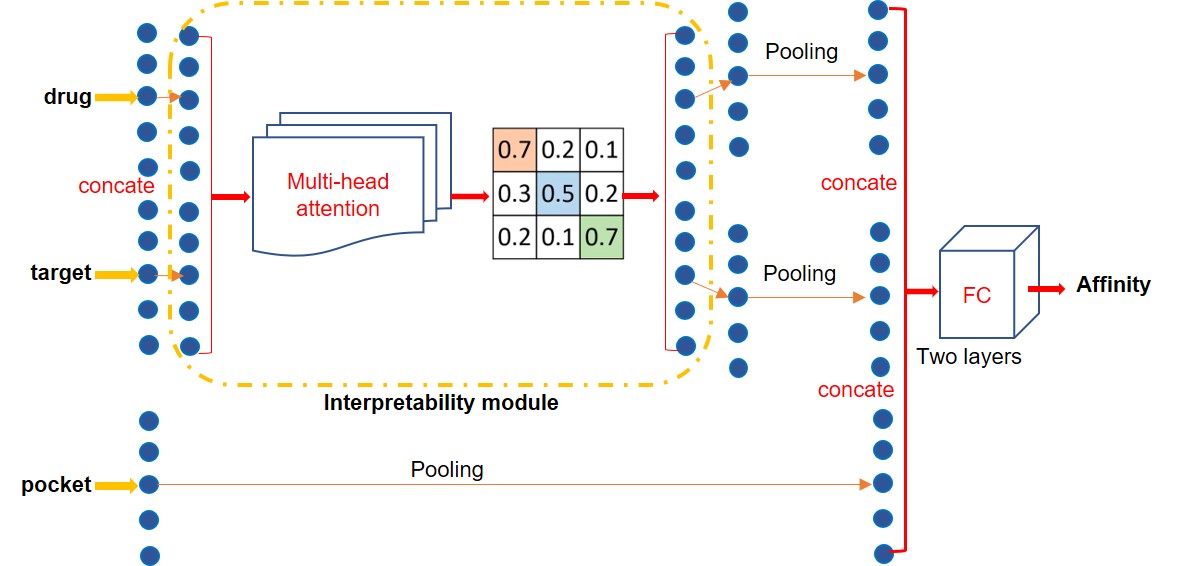 drug
concate
target
pocket
Multi-head
attention
0.7 0.2 0.1
0.3 0.5 0.2
0.2 0.1 0.7
Interpretability module
Pooling
Pooling
Pooling
concate
concate
FC
Two layers
Affinity